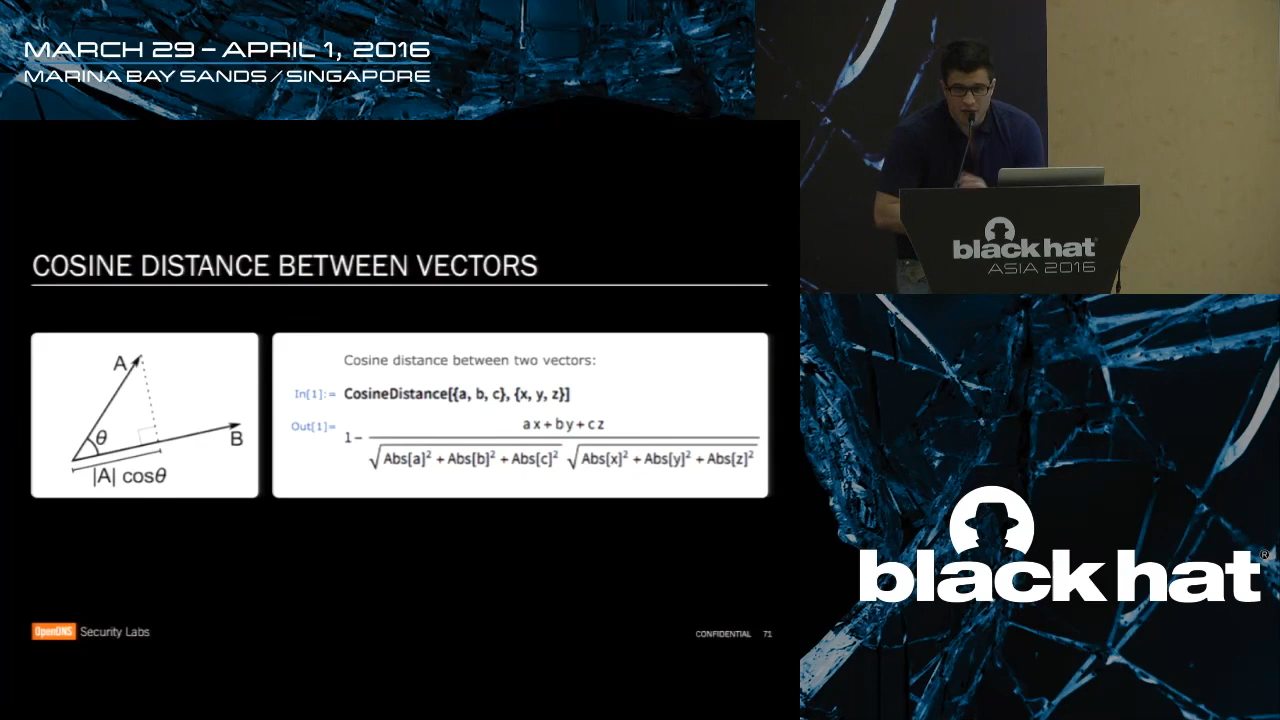 MARCH 29 – APRIL 1, 2016
MARINA BAY SANDS / SINGAPORE
black hat
ASIA 2016
COSINE DISTANCE BETWEEN VECTORS
A
θ
B
|A| cosθ
Cosine distance between two vectors:
In[1]:= CosineDistance[{a, b, c}, {x, y, z}]
Out[1]= 1 - (a x + b y + c z) / (√(Abs[a]² + Abs[b]² + Abs[c]²) √(Abs[x]² + Abs[y]² + Abs[z]²))
OpenDNS Security Labs
CONFIDENTIAL 71
black hat®